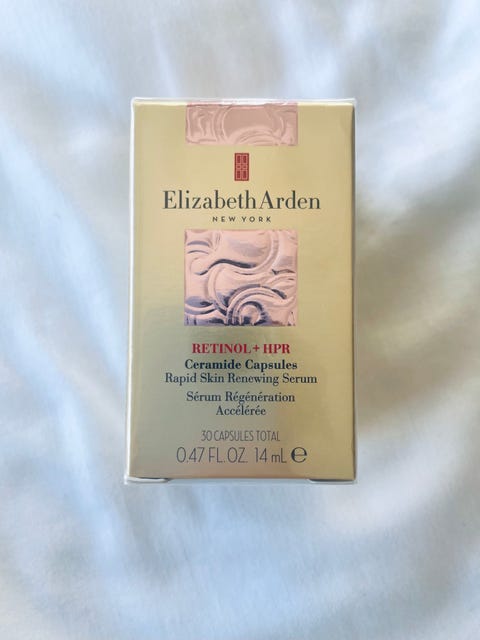 Elizabeth Arden
NEW YORK
RETINOL + HPR
Ceramide Capsules
Rapid Skin Renewing Serum
Sérum Régénération
Accélérée
30 CAPSULES TOTAL
0.47 FL. OZ. 14 mL ℮